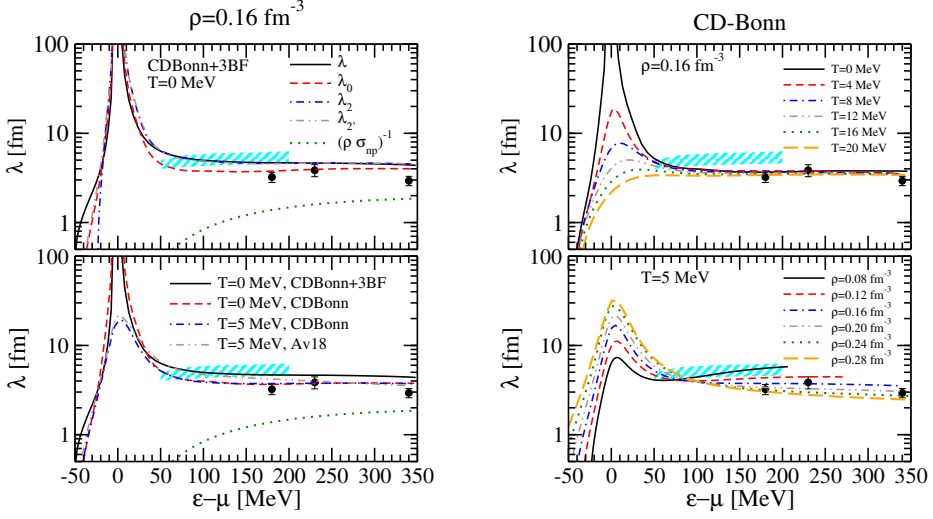 ρ=0.16 fm⁻³
CD-Bonn
100
10
1
λ [fm]
CDBonn+3BF
T=0 MeV
λ
λ₀
λ₂
λ₂'
(ρ σₙₚ)⁻¹
100
10
1
λ [fm]
ρ=0.16 fm⁻³
T=0 MeV
T=4 MeV
T=8 MeV
T=12 MeV
T=16 MeV
T=20 MeV
100
10
1
λ [fm]
T=0 MeV, CDBonn+3BF
T=0 MeV, CDBonn
T=5 MeV, CDBonn
T=5 MeV, Av18
-50 0 50 100 150 200 250 300 350
ε−μ [MeV]
100
10
1
λ [fm]
T=5 MeV
ρ=0.08 fm⁻³
ρ=0.12 fm⁻³
ρ=0.16 fm⁻³
ρ=0.20 fm⁻³
ρ=0.24 fm⁻³
ρ=0.28 fm⁻³
-50 0 50 100 150 200 250 300 350
ε−μ [MeV]